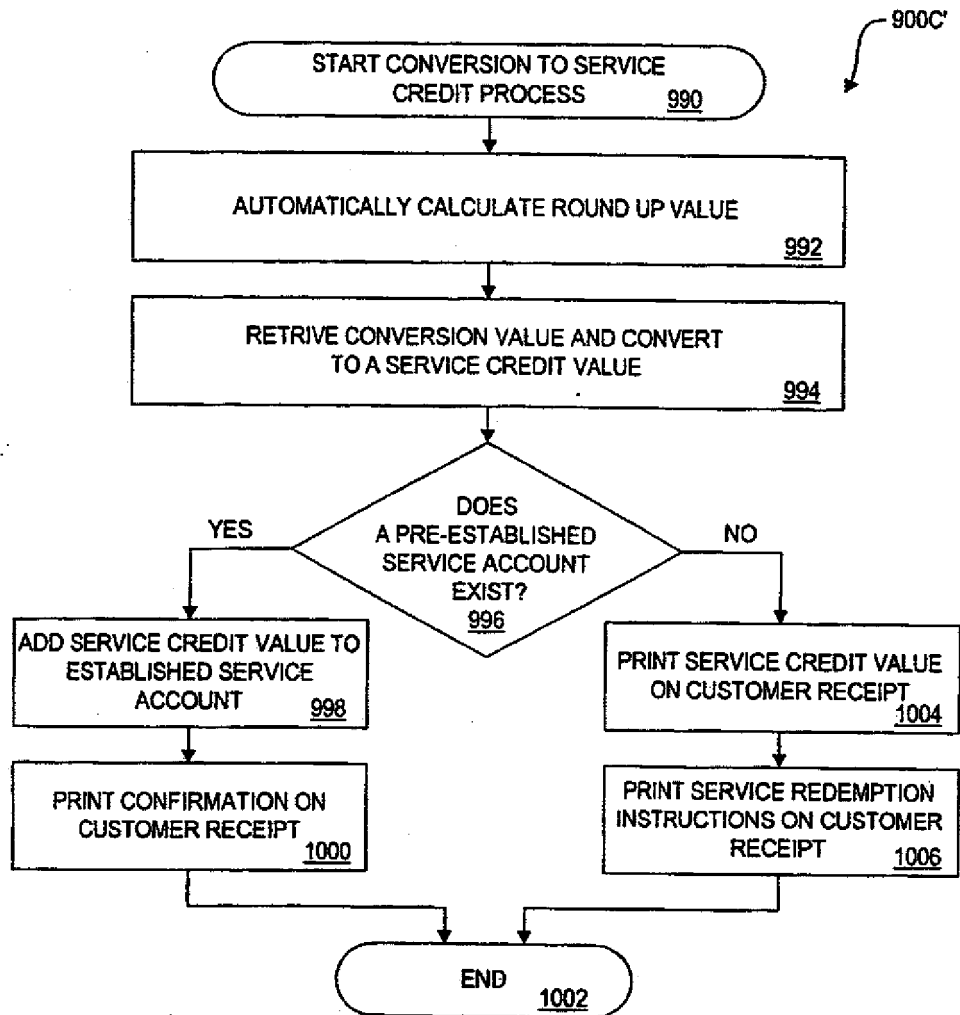 900C'
START CONVERSION TO SERVICE
CREDIT PROCESS
990
AUTOMATICALLY CALCULATE ROUND UP VALUE
992
RETRIVE CONVERSION VALUE AND CONVERT
TO A SERVICE CREDIT VALUE
994
DOES
A PRE-ESTABLISHED
SERVICE ACCOUNT
EXIST?
996
YES
NO
ADD SERVICE CREDIT VALUE TO
ESTABLISHED SERVICE
ACCOUNT
998
PRINT SERVICE CREDIT VALUE
ON CUSTOMER RECEIPT
1004
PRINT CONFIRMATION ON
CUSTOMER RECEIPT
1000
PRINT SERVICE REDEMPTION
INSTRUCTIONS ON CUSTOMER
RECEIPT
1006
END
1002